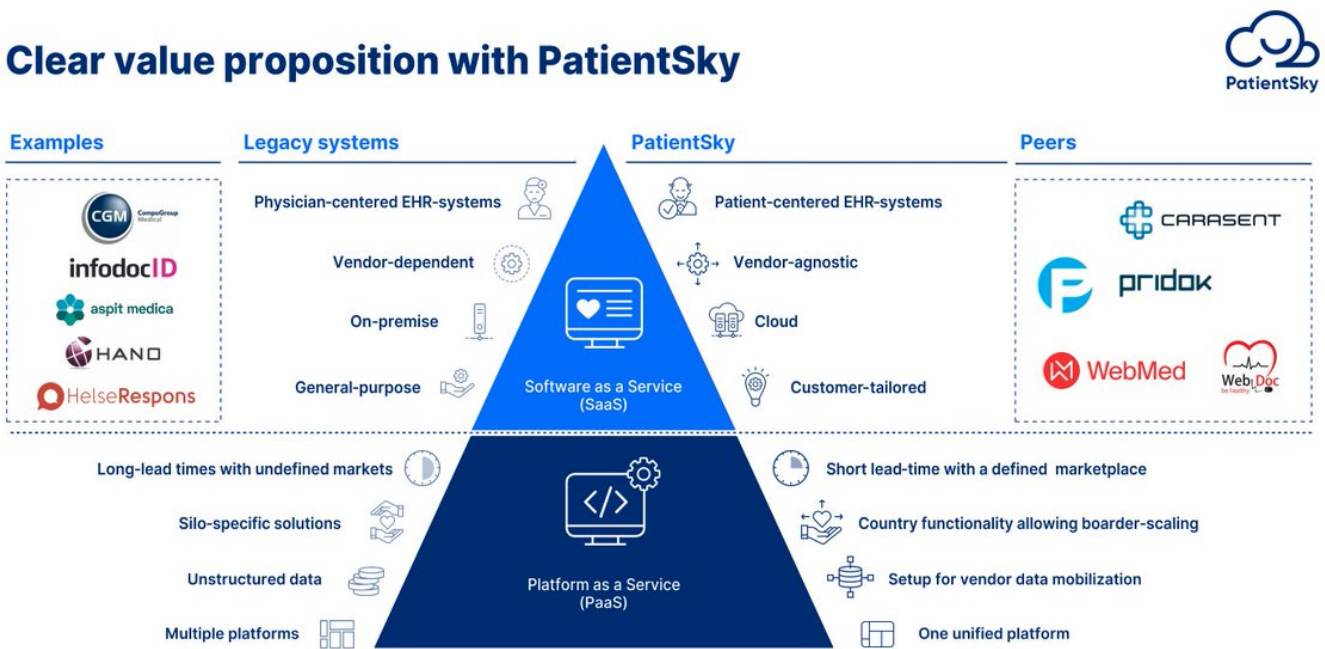 Clear value proposition with PatientSky
PatientSky
Examples
Legacy systems
PatientSky
Peers
CGM
CompuGroup
Medical
infodocID
aspit medica
HANO
HelseRespons
Physician-centered EHR-systems
Vendor-dependent
On-premise
General-purpose
Software as a Service
(SaaS)
Patient-centered EHR-systems
Vendor-agnostic
Cloud
Customer-tailored
CARASENT
pridok
WebMed
Web Doc
be healthy
Long-lead times with undefined markets
Silo-specific solutions
Unstructured data
Multiple platforms
</>
Platform as a Service
(PaaS)
Short lead-time with a defined marketplace
Country functionality allowing boarder-scaling
Setup for vendor data mobilization
One unified platform